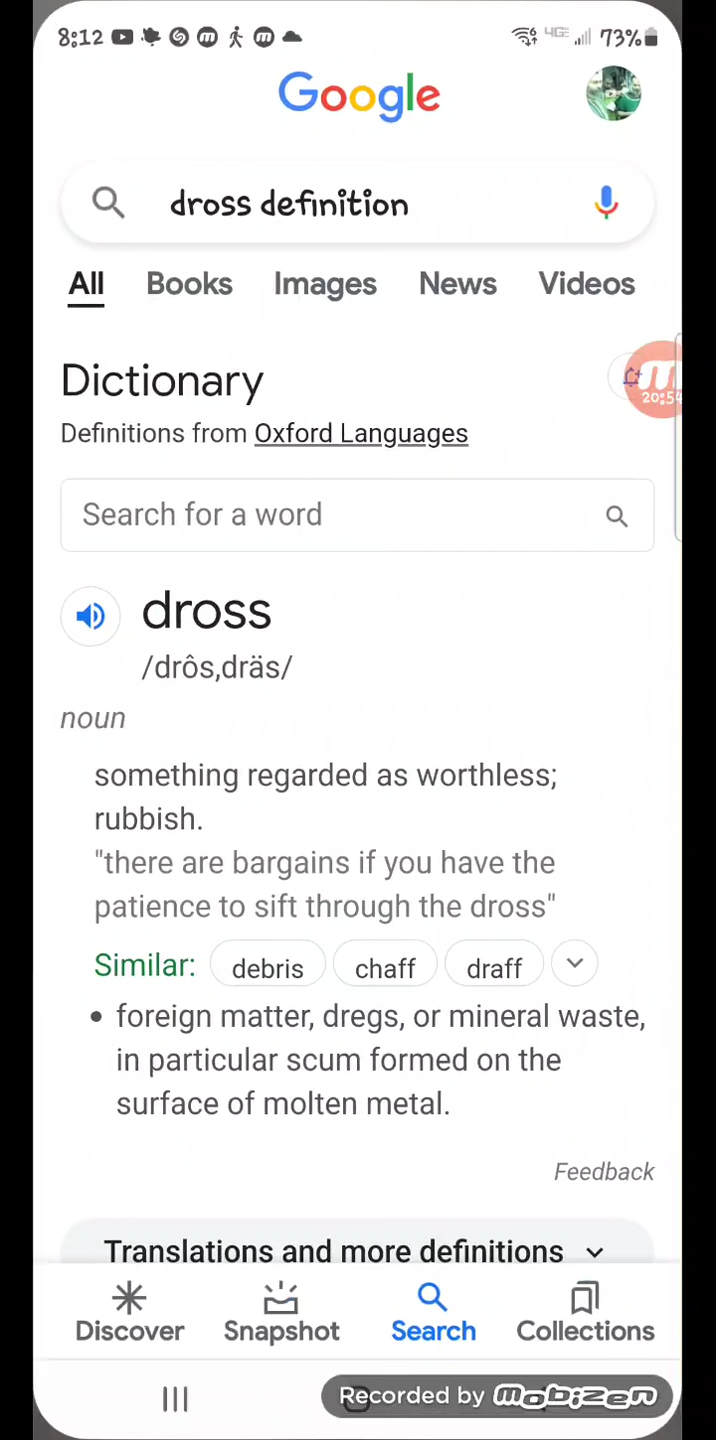 8:12 4GE 73%
Google
dross definition
All Books Images News Videos
Dictionary
20:54
Definitions from Oxford Languages
Search for a word
dross
/drôs,dräs/
noun
something regarded as worthless;
rubbish.
"there are bargains if you have the
patience to sift through the dross"
Similar: debris chaff draff
• foreign matter, dregs, or mineral waste,
in particular scum formed on the
surface of molten metal.
Feedback
Translations and more definitions
Discover Snapshot Search Collections
Recorded by mobizen